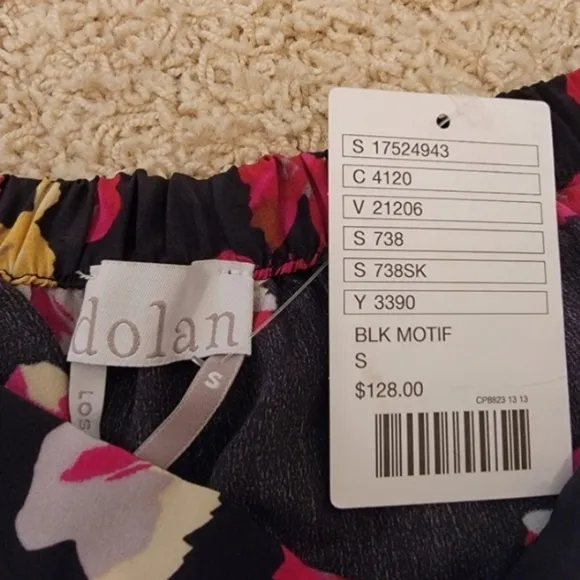 dolan
LOS
S
S 17524943
C 4120
V 21206
S 738
S 738SK
Y 3390
BLK MOTIF
S
$128.00
CP8823 13 13